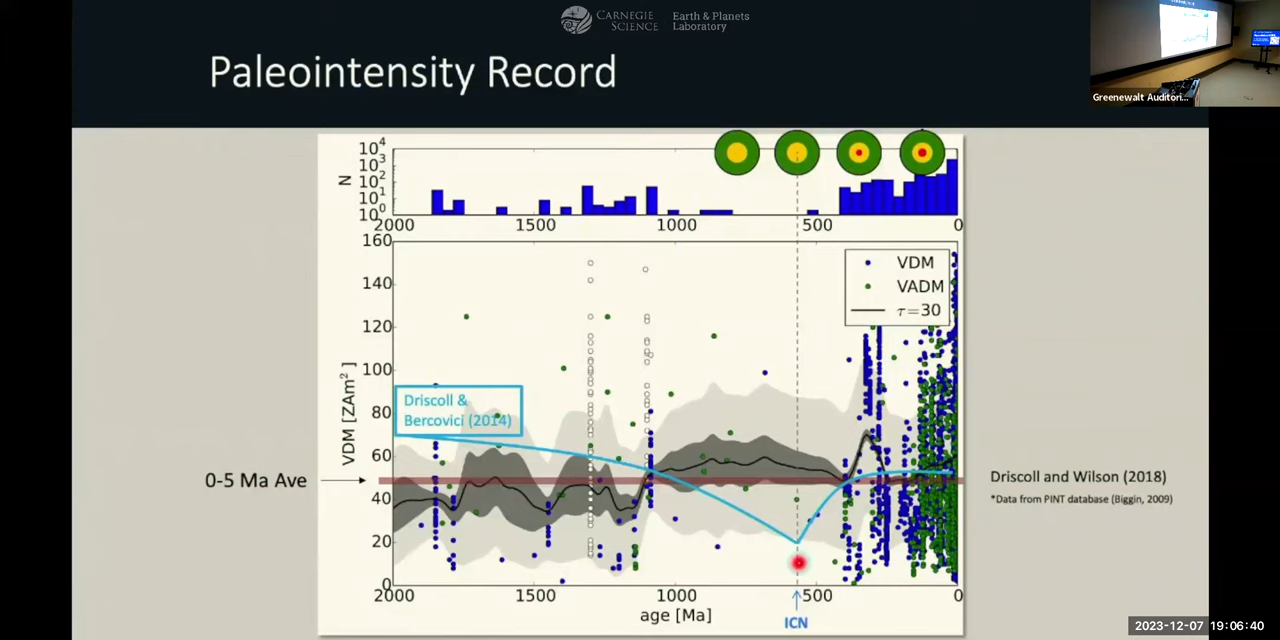 CARNEGIE SCIENCE
Earth & Planets Laboratory
Paleointensity Record
Greenewalt Auditori...
10⁴
10³
10²
10¹
10⁰
N
2000 1500 1000 500 0
160
140
120
100
80
60
40
20
0
VDM [ZAm²]
VDM
VADM
τ=30
Driscoll &
Bercovici (2014)
0-5 Ma Ave
Driscoll and Wilson (2018)
*Data from PINT database (Biggin, 2009)
2000 1500 1000 500 0
age [Ma]
ICN
2023-12-07 19:06:40